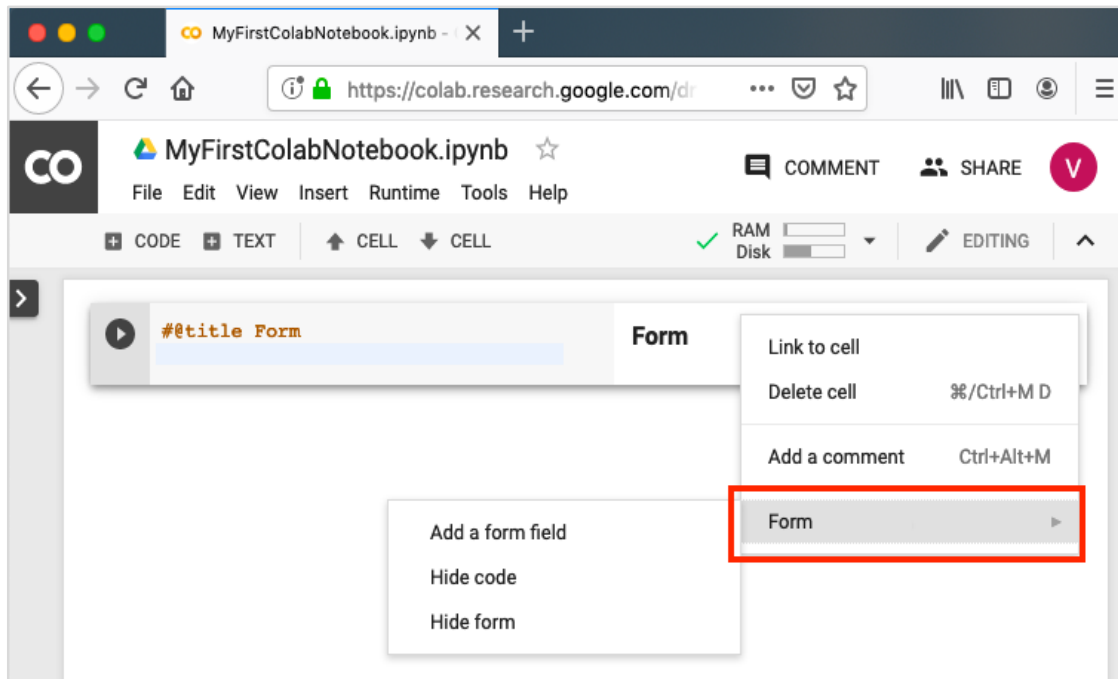 CO MyFirstColabNotebook.ipynb -
https://colab.research.google.com/dr
CO
MyFirstColabNotebook.ipynb
COMMENT SHARE V
File Edit View Insert Runtime Tools Help
CODE TEXT CELL CELL
RAM
Disk
EDITING
#@title Form
Form
Link to cell
Delete cell ⌘/Ctrl+M D
Add a comment Ctrl+Alt+M
Form
Add a form field
Hide code
Hide form